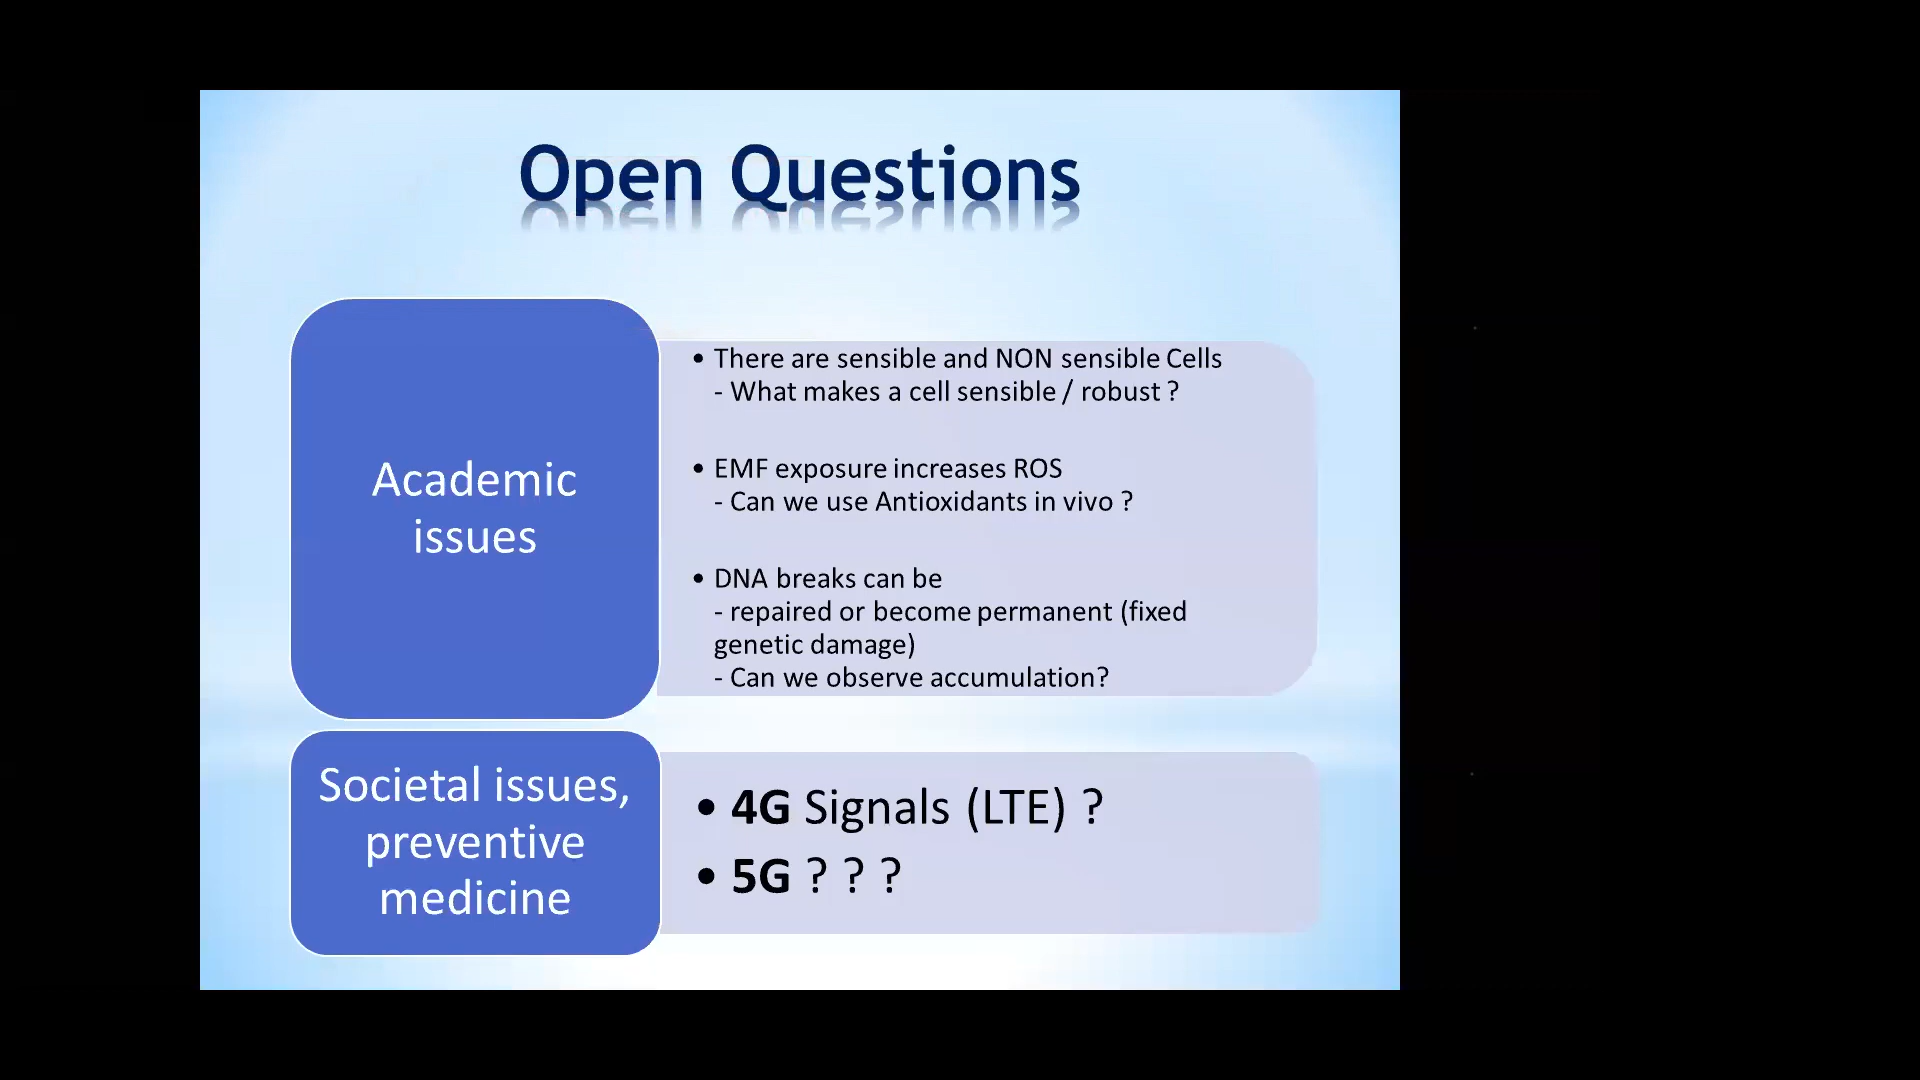 Open Questions
Academic
issues
• There are sensible and NON sensible Cells
- What makes a cell sensible / robust ?
• EMF exposure increases ROS
- Can we use Antioxidants in vivo ?
• DNA breaks can be
- repaired or become permanent (fixed
genetic damage)
- Can we observe accumulation?
Societal issues,
preventive
medicine
• 4G Signals (LTE) ?
• 5G ? ? ?